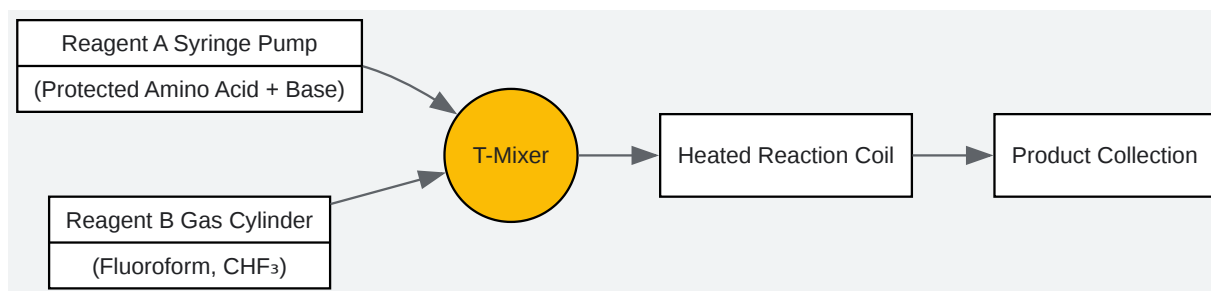 Reagent A Syringe Pump
(Protected Amino Acid + Base)
T-Mixer
Heated Reaction Coil
Product Collection
Reagent B Gas Cylinder
(Fluoroform, CHF₃)